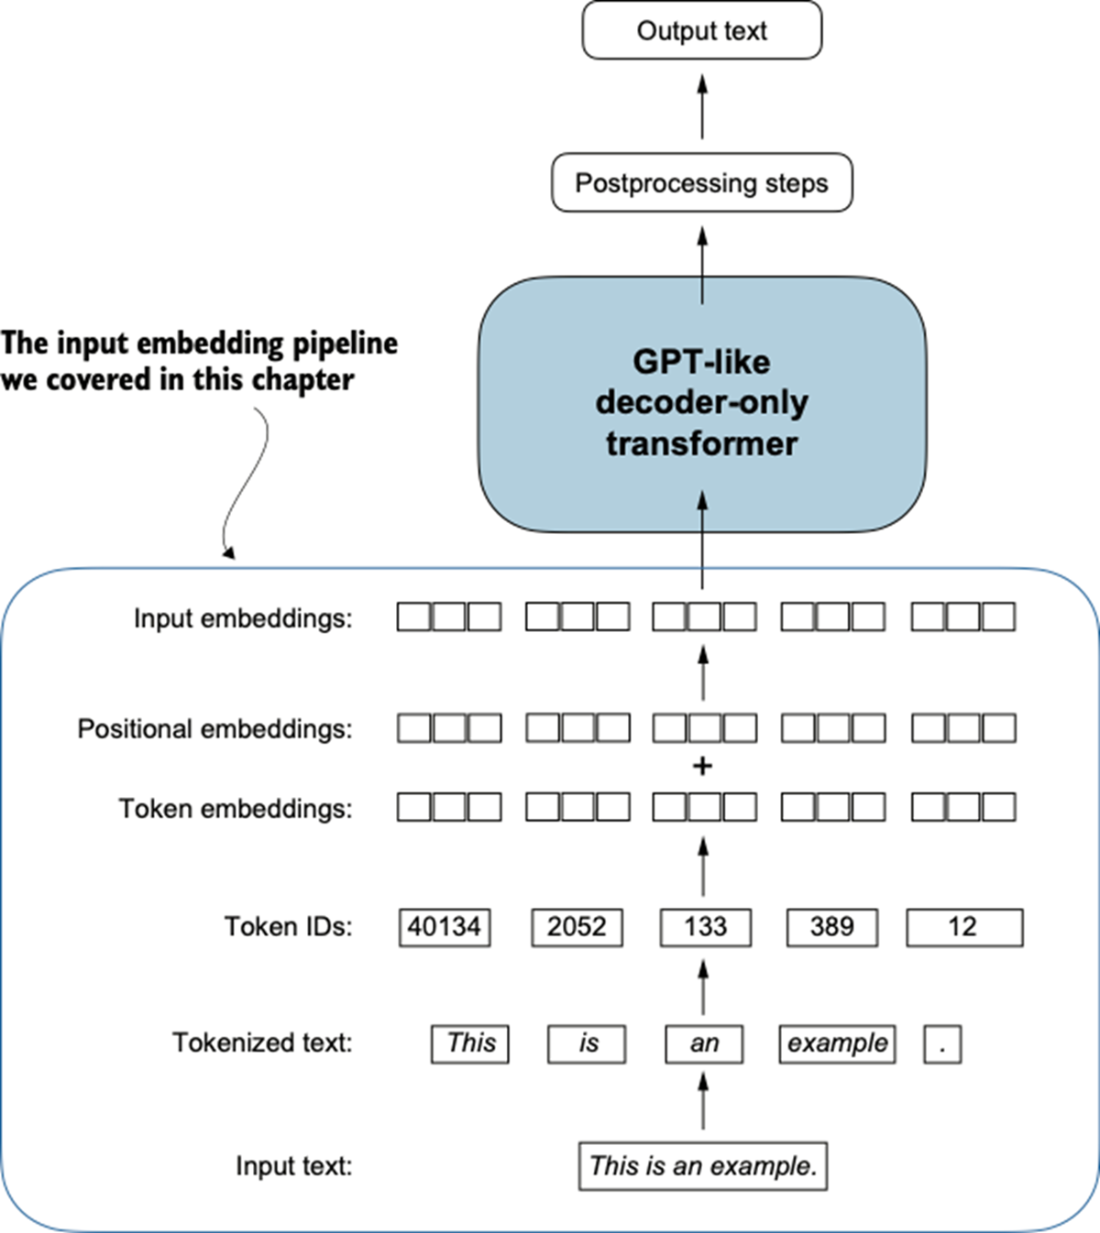 Output text
Postprocessing steps
The input embedding pipeline
we covered in this chapter
GPT-like
decoder-only
transformer
Input embeddings:
Positional embeddings:
+
Token embeddings:
Token IDs: 40134 2052 133 389 12
Tokenized text: This is an example .
Input text: This is an example.